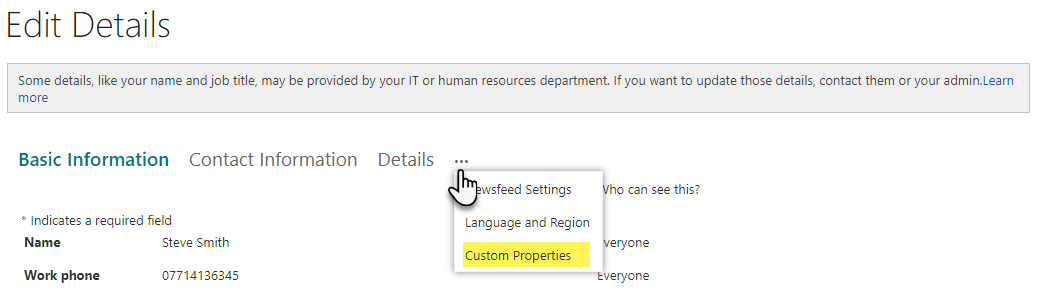 Edit Details
Some details, like your name and job title, may be provided by your IT or human resources department. If you want to update those details, contact them or your admin.Learn
more
Basic Information Contact Information Details ...
Settings Who can see this?
Language and Region
* Indicates a required field
Name Steve Smith Everyone
Custom Properties
Work phone 07714136345 Everyone